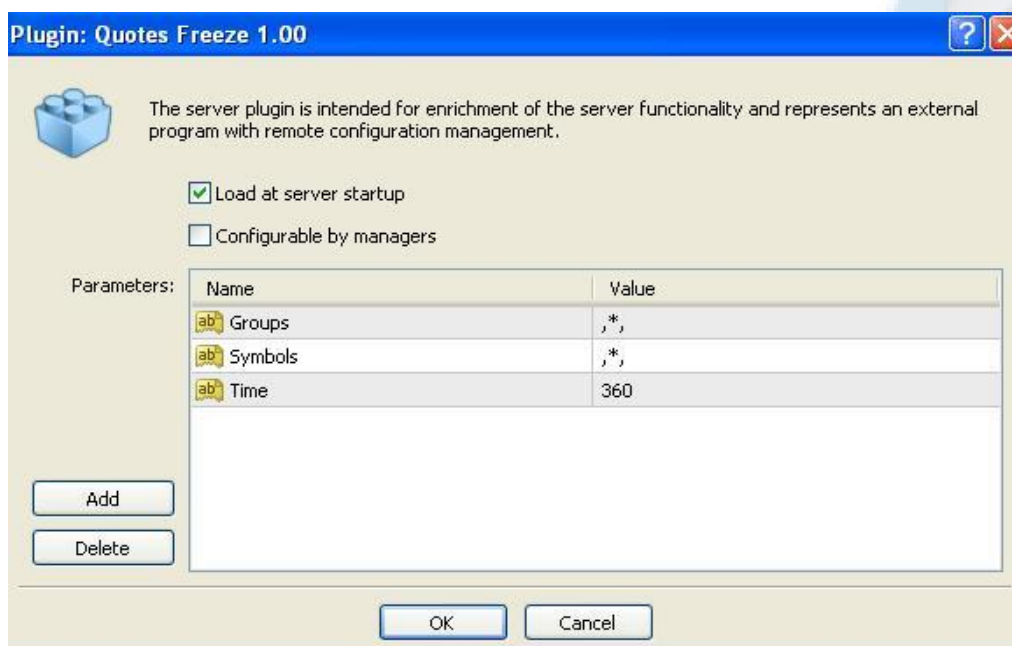 Plugin: Quotes Freeze 1.00
The server plugin is intended for enrichment of the server functionality and represents an external
program with remote configuration management.
Load at server startup
Configurable by managers
Parameters:
Name Value
Groups ,*,
Symbols ,*,
Time 360
Add
Delete
OK Cancel